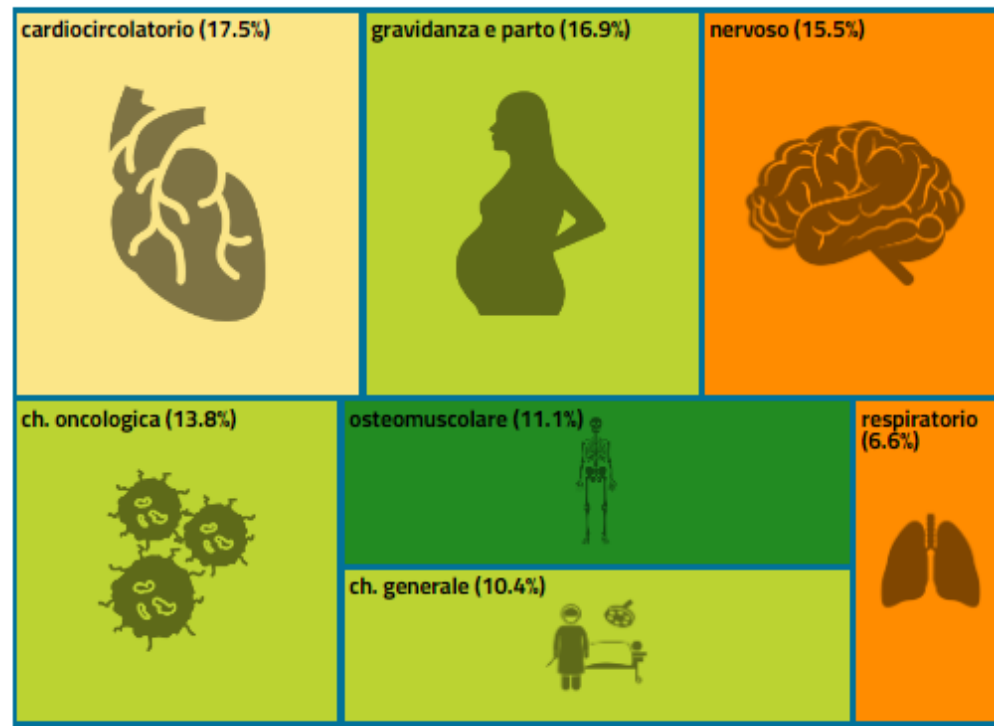 cardiocircolatorio (17.5%)
gravidanza e parto (16.9%)
nervoso (15.5%)
ch. oncologica (13.8%)
osteomuscolare (11.1%)
respiratorio
(6.6%)
ch. generale (10.4%)